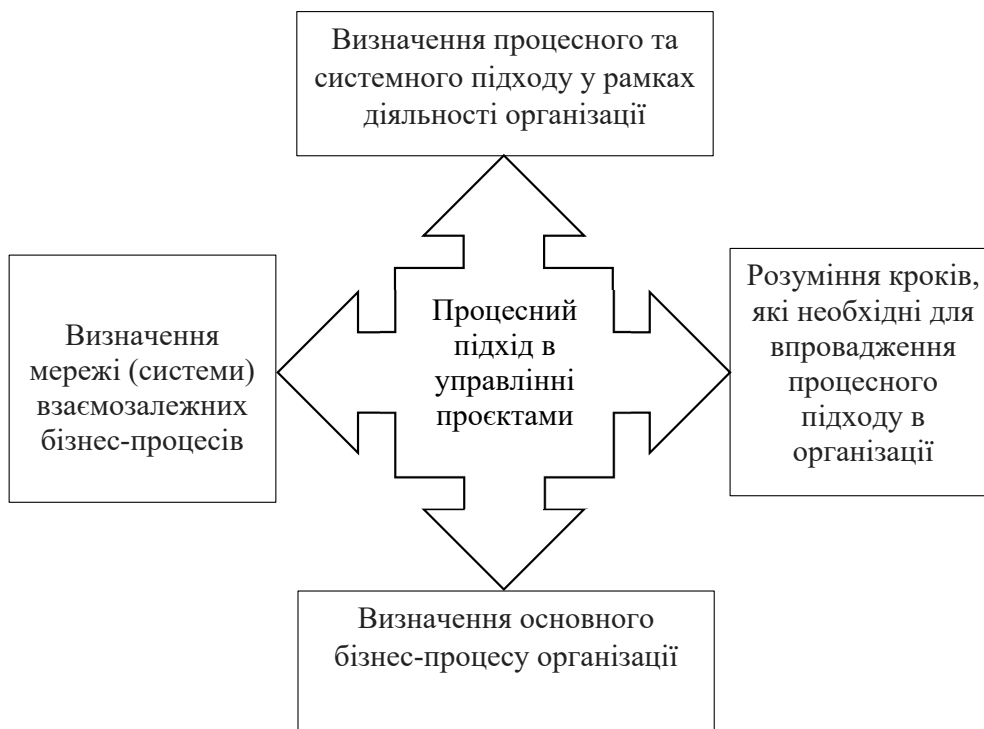 Визначення процесного та
системного підходу у рамках
діяльності організації
Визначення
мережі (системи)
взаємозалежних
бізнес-процесів
Процесний
підхід в
управлінні
проєктами
Розуміння кроків,
які необхідні для
впровадження
процесного
підходу в
організації
Визначення основного
бізнес-процесу організації